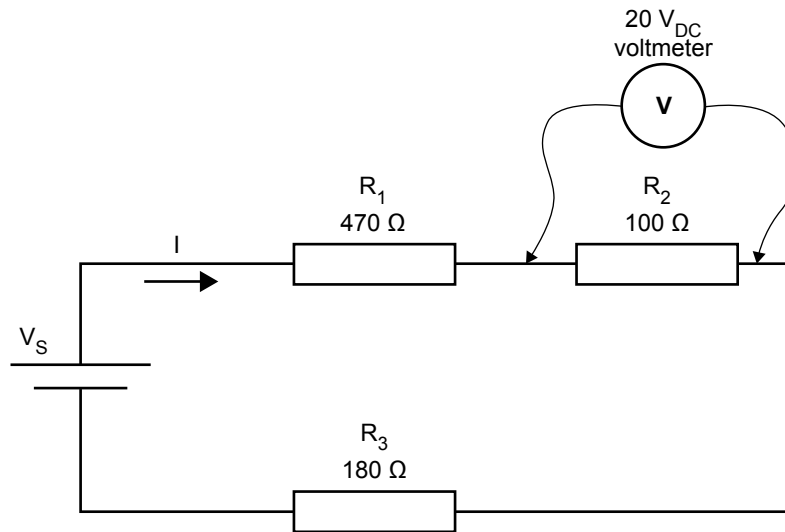 20 V_DC
voltmeter
V
R_1
470 Ω
R_2
100 Ω
I
V_S
R_3
180 Ω